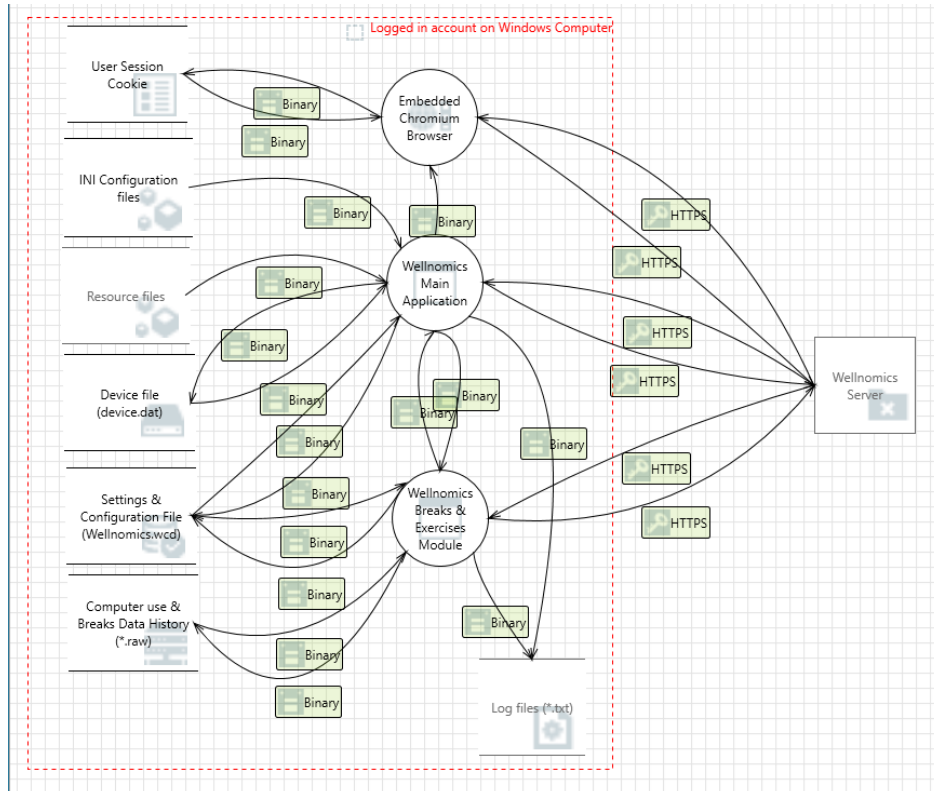 Logged in account on Windows Computer
User Session
Cookie
Binary
Binary
Embedded
Chromium
Browser
INI Configuration
files
Binary
Binary
HTTPS
HTTPS
Resource files
Binary
Binary
Wellnomics
Main
Application
HTTPS
HTTPS
Wellnomics
Server
Device file
(device.dat)
Binary
Binary
Binary
Binary
Binary
Settings &
Configuration File
(Wellnomics.wcd)
Binary
Binary
Wellnomics
Breaks &
Exercises
Module
HTTPS
HTTPS
Computer use &
Breaks Data History
(*.raw)
Binary
Binary
Binary
Binary
Log files (*.txt)